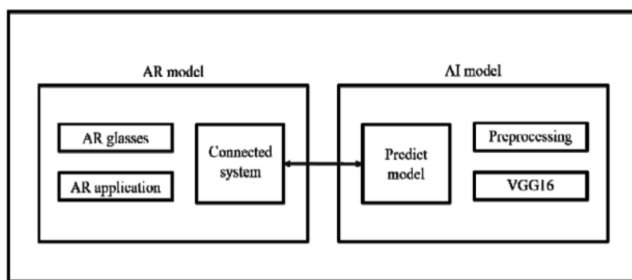 AR model
AR glasses
AR application
Connected
system
AI model
Predict
model
Preprocessing
VGG16